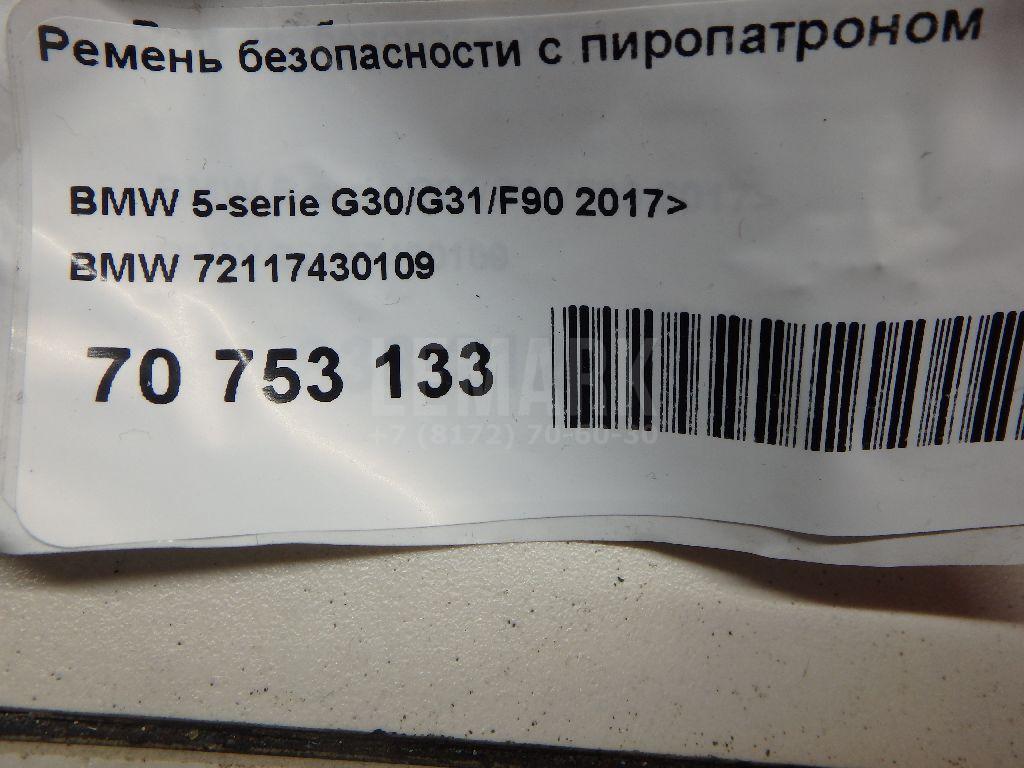 Ремень безопасности с пиропатроном
BMW 5-serie G30/G31/F90 2017>
BMW 72117430109
70 753 133
LEMARK
+7 (8172) 70-60-30